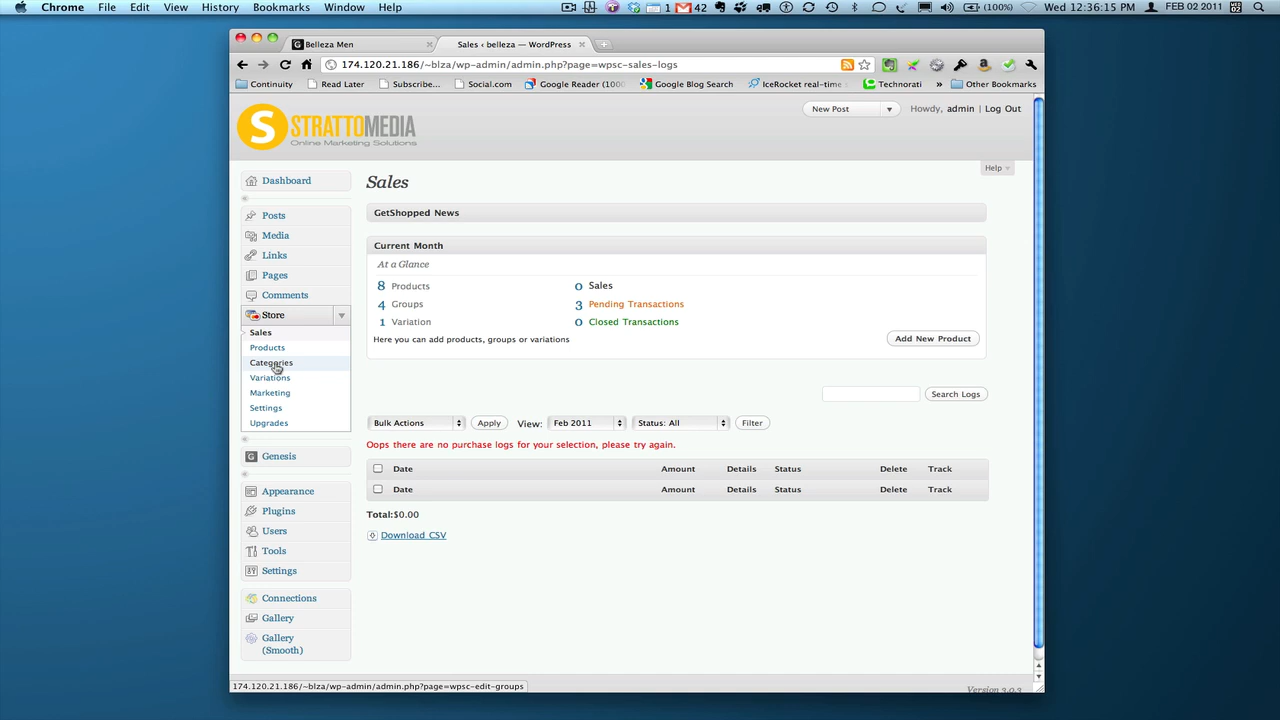 Chrome File Edit View History Bookmarks Window Help 1 42 (100%) Wed 12:36:15 PM FEB 02 2011
Belleza Men Sales ‹ belleza — WordPress
174.120.21.186/~blza/wp-admin/admin.php?page=wpsc-sales-logs
Continuity Read Later Subscribe... Social.com Google Reader (1000 Google Blog Search IceRocket real-time Technorati » Other Bookmarks
S STRATTOMEDIA
Online Marketing Solutions
New Post Howdy, admin | Log Out
Help
Dashboard
Posts
Media
Links
Pages
Comments
Store
Sales
Products
Categories
Variations
Marketing
Settings
Upgrades
Genesis
Appearance
Plugins
Users
Tools
Settings
Connections
Gallery
Gallery
(Smooth)
Sales
GetShopped News
Current Month
At a Glance
8 Products 0 Sales
4 Groups 3 Pending Transactions
1 Variation 0 Closed Transactions
Here you can add products, groups or variations Add New Product
Search Logs
Bulk Actions Apply View: Feb 2011 Status: All Filter
Oops there are no purchase logs for your selection, please try again.
Date Amount Details Status Delete Track
Date Amount Details Status Delete Track
Total:$0.00
Download CSV
174.120.21.186/~blza/wp-admin/admin.php?page=wpsc-edit-groups
Version 3.0.3